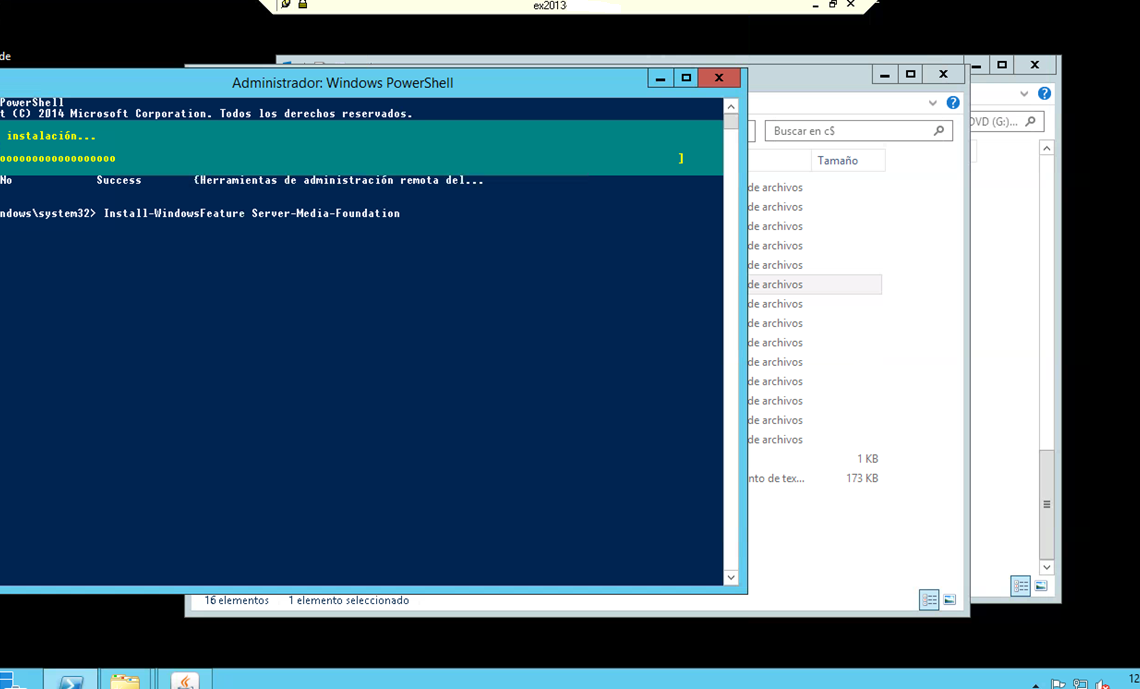 ex2013
de
Administrador: Windows PowerShell
PowerShell
t (C) 2014 Microsoft Corporation. Todos los derechos reservados.
instalación...
oooooooooooooooooo
]
No Success {Herramientas de administración remota del...
ndows\system32> Install-WindowsFeature Server-Media-Foundation
Buscar en c$
DVD (G:)...
Tamaño
de archivos
de archivos
de archivos
de archivos
de archivos
de archivos
de archivos
de archivos
de archivos
de archivos
de archivos
de archivos
de archivos
de archivos
1 KB
nto de tex... 173 KB
16 elementos 1 elemento seleccionado
12